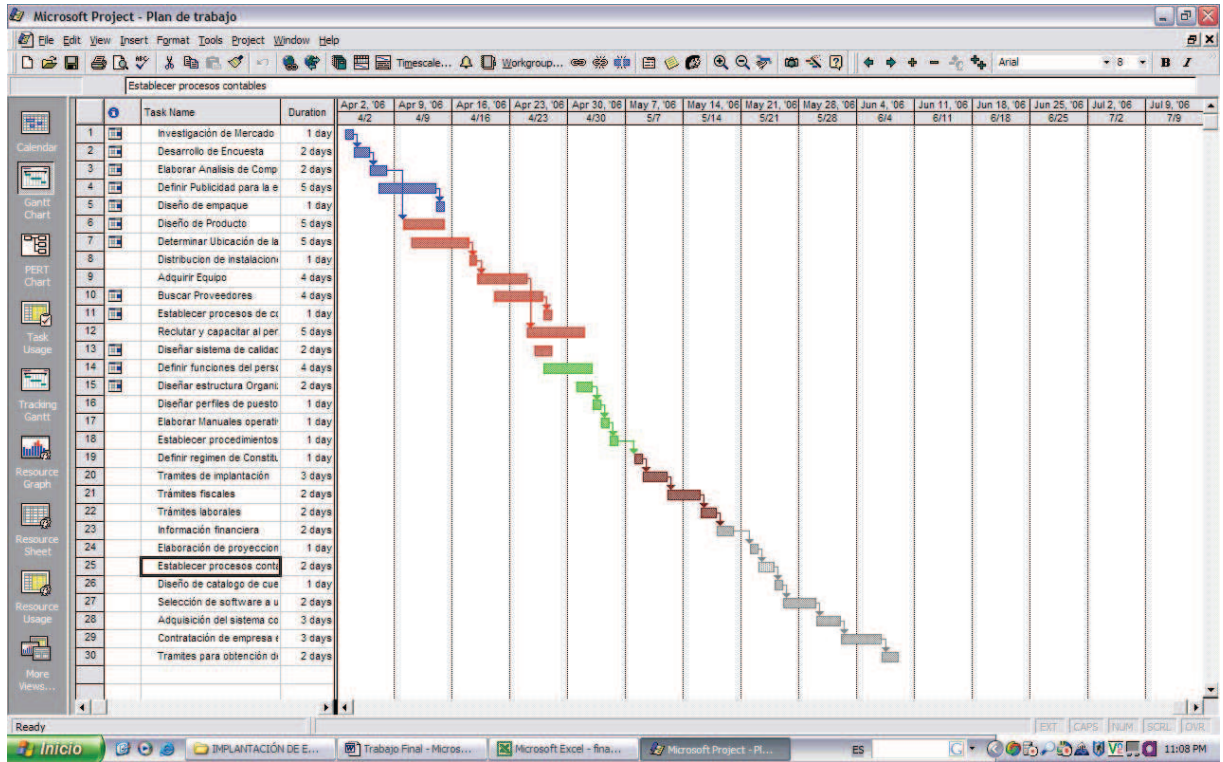 Microsoft Project - Plan de trabajo
File Edit View Insert Format Tools Project Window Help
Timescale... Workgroup... Arial 8 B I
Establecer procesos contables
Calendar
Gantt Chart
PERT Chart
Task Usage
Tracking Gantt
Resource Graph
Resource Sheet
Resource Usage
More Views...
Task Name Duration
Apr 2, '06 Apr 9, '06 Apr 16, '06 Apr 23, '06 Apr 30, '06 May 7, '06 May 14, '06 May 21, '06 May 28, '06 Jun 4, '06 Jun 11, '06 Jun 18, '06 Jun 25, '06 Jul 2, '06 Jul 9, '06
4/2 4/9 4/16 4/23 4/30 5/7 5/14 5/21 5/28 6/4 6/11 6/18 6/25 7/2 7/9
1 Investigación de Mercado 1 day
2 Desarrollo de Encuesta 2 days
3 Elaborar Analisis de Comp 2 days
4 Definir Publicidad para la e 5 days
5 Diseño de empaque 1 day
6 Diseño de Producto 5 days
7 Determinar Ubicación de la 5 days
8 Distribucion de instalacion 1 day
9 Adquirir Equipo 4 days
10 Buscar Proveedores 4 days
11 Establecer procesos de co 1 day
12 Reclutar y capacitar al per 5 days
13 Diseñar sistema de calidad 2 days
14 Definir funciones del perso 4 days
15 Diseñar estructura Organi 2 days
16 Diseñar perfiles de puesto 1 day
17 Elaborar Manuales operati 1 day
18 Establecer procedimientos 1 day
19 Definir regimen de Constitu 1 day
20 Tramites de implantación 3 days
21 Trámites fiscales 2 days
22 Trámites laborales 2 days
23 Información financiera 2 days
24 Elaboración de proyeccion 1 day
25 Establecer procesos conta 2 days
26 Diseño de catalogo de cue 1 day
27 Selección de software a u 2 days
28 Adquisición del sistema co 3 days
29 Contratación de empresa e 3 days
30 Tramites para obtención de 2 days
Ready EXT CAPS NUM SCRL OVR
Inicio IMPLANTACIÓN DE E... Trabajo Final - Micros... Microsoft Excel - fina... Microsoft Project - Pl... ES 11:08 PM